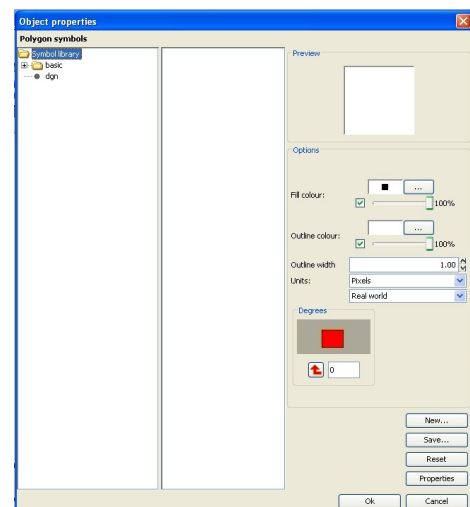 Object properties
Polygon symbols
Symbol library
basic
dgn
Preview
Options
Fill colour:
...
100%
Outline colour:
...
100%
Outline width
1.00
Units:
Pixels
Real world
Degrees
0
New...
Save...
Reset
Properties
Ok
Cancel